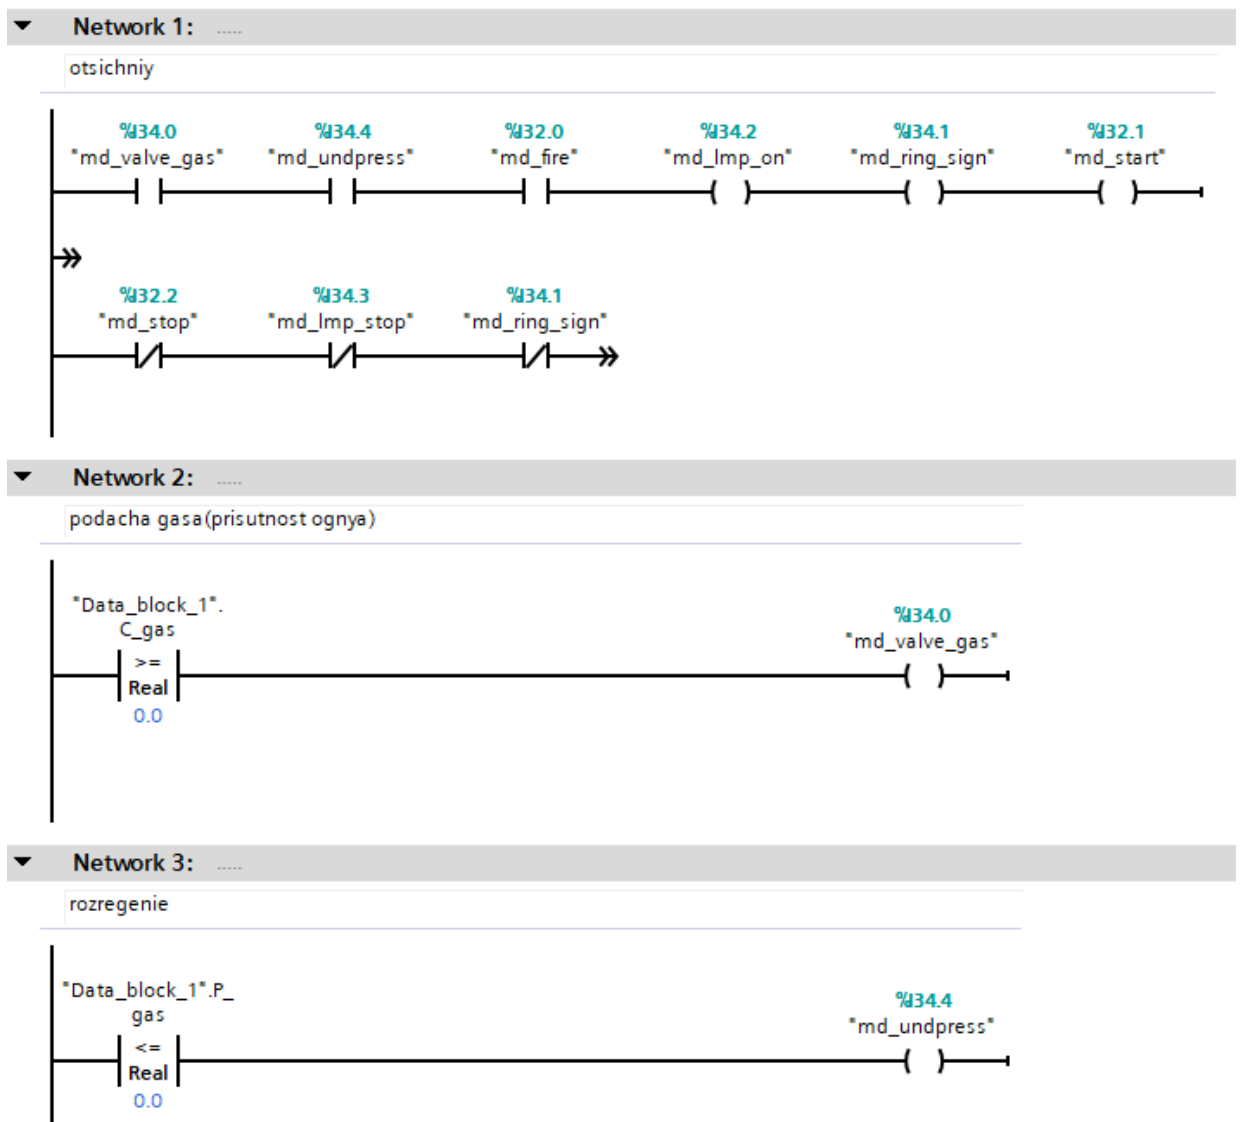 Network 1: .....
otsichniy
%I34.0 %I34.4 %I32.0 %I34.2 %I34.1 %I32.1
"md_valve_gas" "md_undpress" "md_fire" "md_lmp_on" "md_ring_sign" "md_start"
%I32.2 %I34.3 %I34.1
"md_stop" "md_lmp_stop" "md_ring_sign"
Network 2: .....
podacha gasa(prisutnost ognya)
"Data_block_1".
C_gas
%I34.0
"md_valve_gas"
>=
Real
0.0
Network 3: .....
rozregenie
"Data_block_1".P_
gas
%I34.4
"md_undpress"
<=
Real
0.0